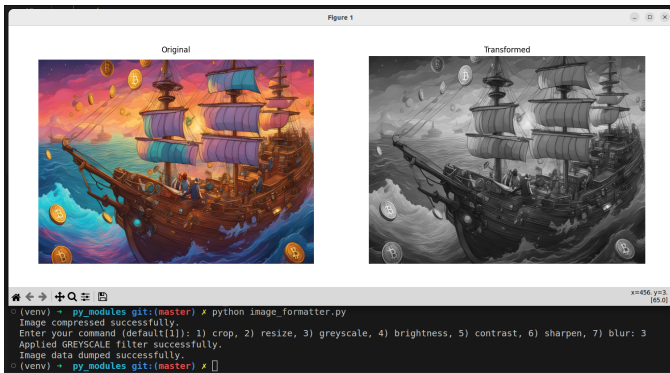 Figure 1
Original
Transformed
x=456. y=3.
[65.0]
(venv) → py_modules git:(master) ✗ python image_formatter.py
Image compressed successfully.
Enter your command (default[1]): 1) crop, 2) resize, 3) greyscale, 4) brightness, 5) contrast, 6) sharpen, 7) blur: 3
Applied GREYSCALE filter successfully.
Image data dumped successfully.
(venv) → py_modules git:(master) ✗